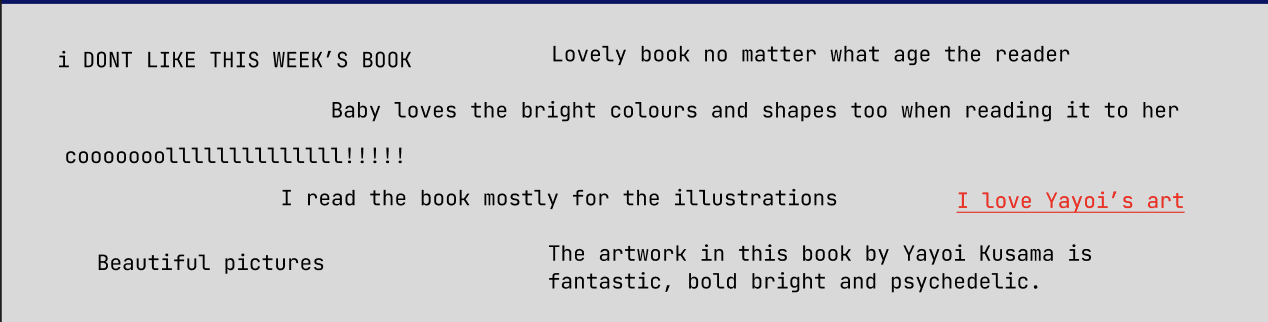 i DONT LIKE THIS WEEK’S BOOK
Lovely book no matter what age the reader
Baby loves the bright colours and shapes too when reading it to her
cooooooollllllllllllll!!!!!
I read the book mostly for the illustrations
I love Yayoi’s art
Beautiful pictures
The artwork in this book by Yayoi Kusama is
fantastic, bold bright and psychedelic.